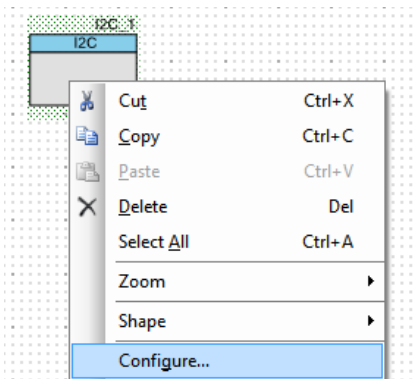 I2C_1
I2C
Cut Ctrl+X
Copy Ctrl+C
Paste Ctrl+V
Delete Del
Select All Ctrl+A
Zoom
Shape
Configure...